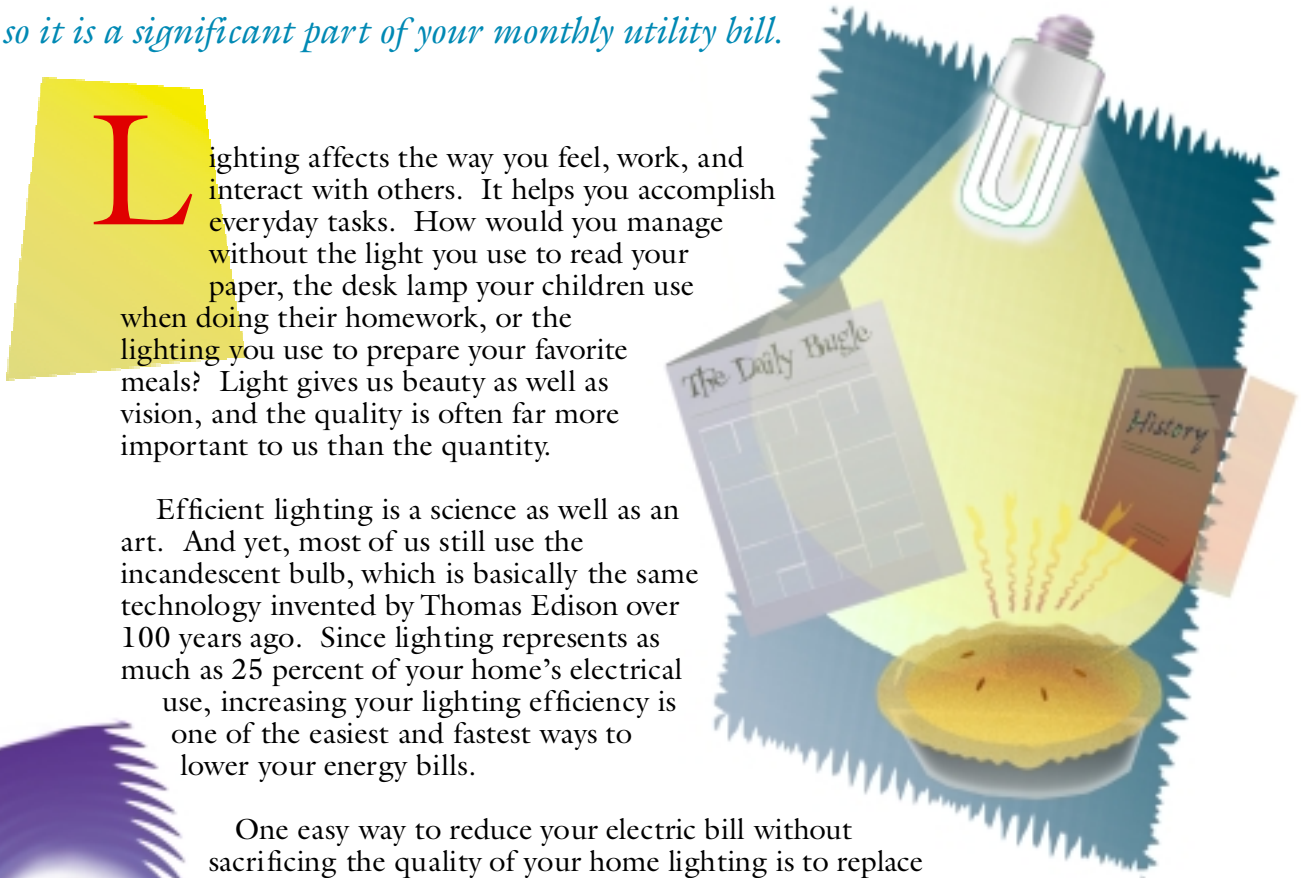 so it is a significant part of your monthly utility bill.
Lighting affects the way you feel, work, and
interact with others.  It helps you accomplish
everyday tasks.  How would you manage
without the light you use to read your
paper, the desk lamp your children use
when doing their homework, or the
lighting you use to prepare your favorite
meals?  Light gives us beauty as well as
vision, and the quality is often far more
important to us than the quantity.
Efficient lighting is a science as well as an
art.  And yet, most of us still use the
incandescent bulb, which is basically the same
technology invented by Thomas Edison over
100 years ago.  Since lighting represents as
much as 25 percent of your home’s electrical
use, increasing your lighting efficiency is
one of the easiest and fastest ways to
lower your energy bills.
One easy way to reduce your electric bill without
sacrificing the quality of your home lighting is to replace
The Daily Bugle
History